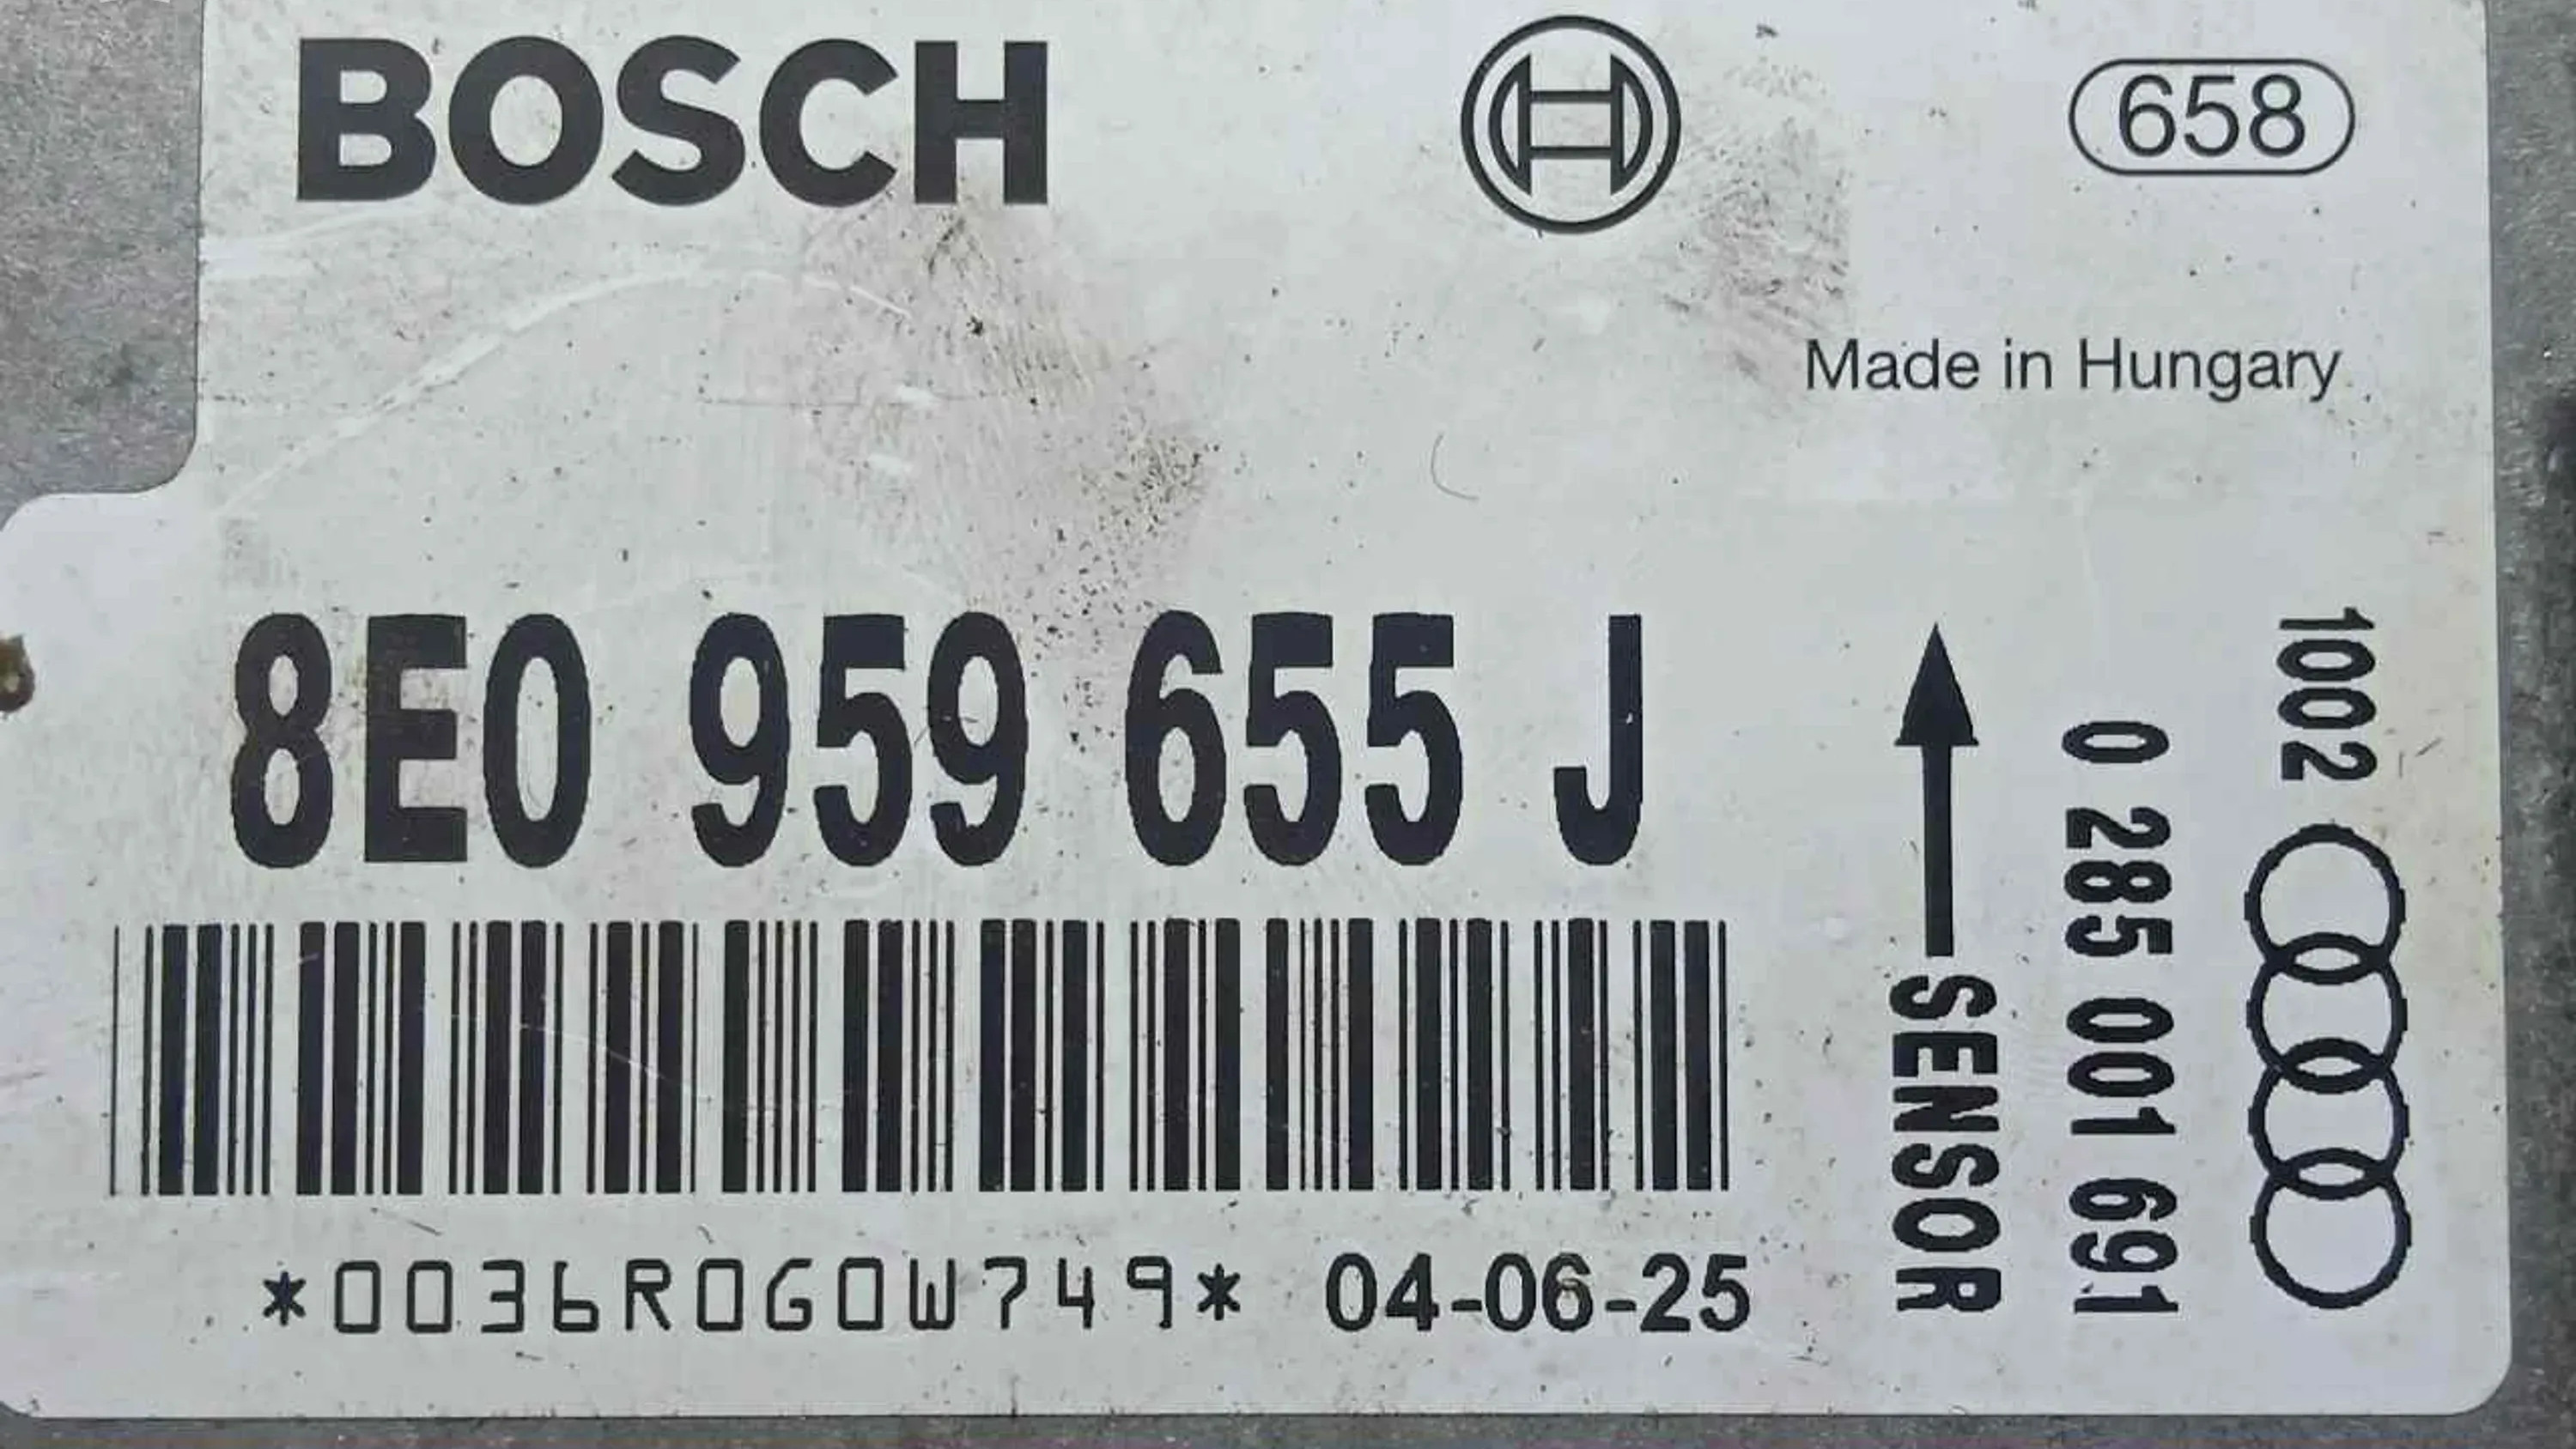 BOSCH
658
Made in Hungary
8E0 959 655 J
*0036R0G0W749* 04-06-25
SENSOR
0 285 001 691
1002